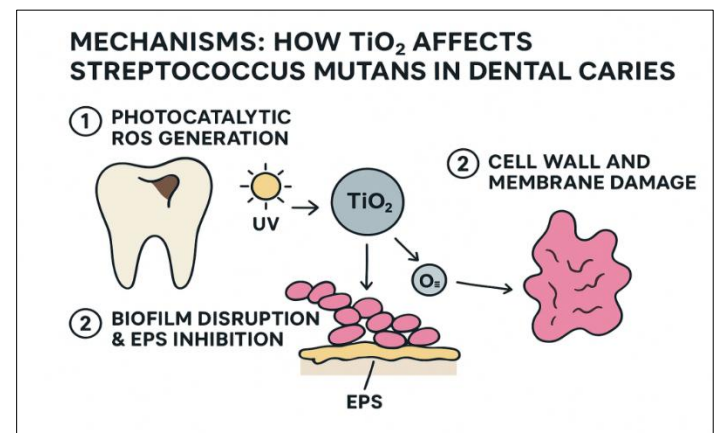 MECHANISMS: HOW TiO₂ AFFECTS
STREPTOCOCCUS MUTANS IN DENTAL CARIES
① PHOTOCATALYTIC
ROS GENERATION
UV
TiO₂
② CELL WALL AND
MEMBRANE DAMAGE
O≡
② BIOFILM DISRUPTION
& EPS INHIBITION
EPS